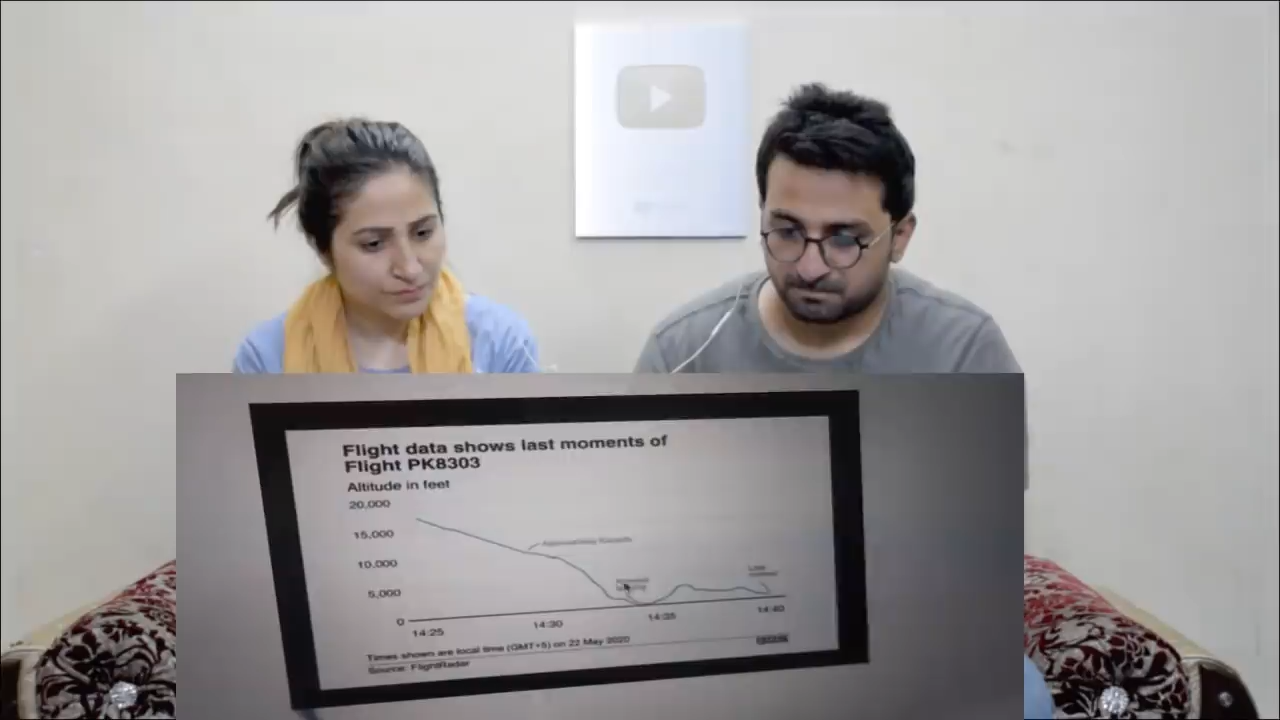 Flight data shows last moments of
Flight PK8303
Altitude in feet
20,000
15,000
10,000
5,000
0
14:25
14:30
14:35
14:40
Times shown are local time (GMT+5) on 22 May 2020
Source: FlightRadar